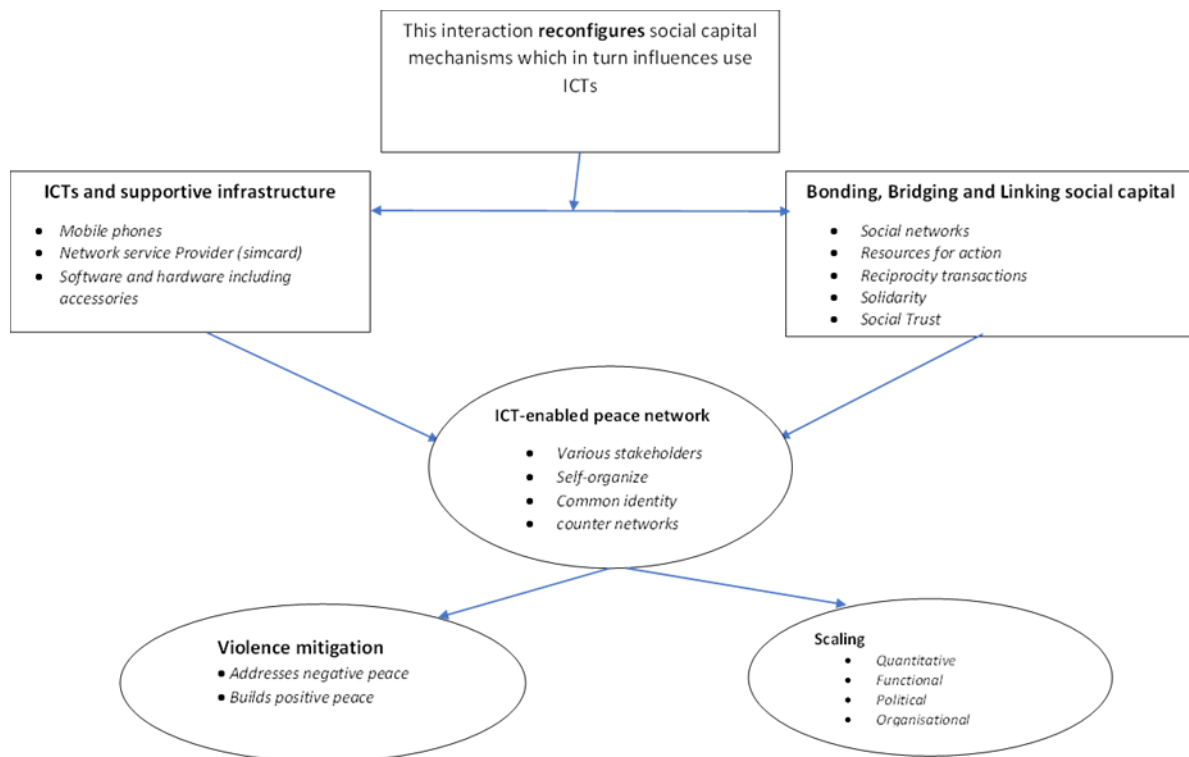 This interaction reconfigures social capital
mechanisms which in turn influences use
ICTs
ICTs and supportive infrastructure
• Mobile phones
• Network service Provider (simcard)
• Software and hardware including
accessories
Bonding, Bridging and Linking social capital
• Social networks
• Resources for action
• Reciprocity transactions
• Solidarity
• Social Trust
ICT-enabled peace network
• Various stakeholders
• Self-organize
• Common identity
• counter networks
Violence mitigation
• Addresses negative peace
• Builds positive peace
Scaling
• Quantitative
• Functional
• Political
• Organisational